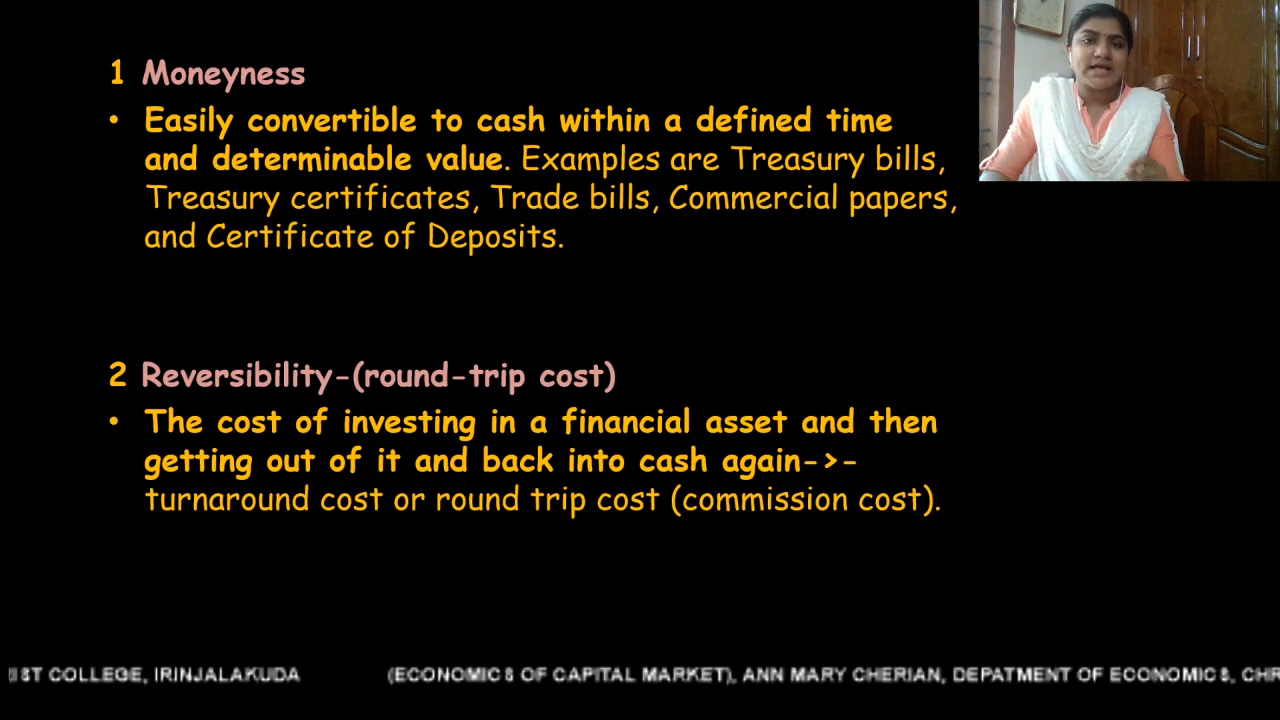 1 Moneyness
• Easily convertible to cash within a defined time
and determinable value. Examples are Treasury bills,
Treasury certificates, Trade bills, Commercial papers,
and Certificate of Deposits.
2 Reversibility-(round-trip cost)
• The cost of investing in a financial asset and then
getting out of it and back into cash again->-
turnaround cost or round trip cost (commission cost).
IST COLLEGE, IRINJALAKUDA (ECONOMICS OF CAPITAL MARKET), ANN MARY CHERIAN, DEPATMENT OF ECONOMICS, CHR